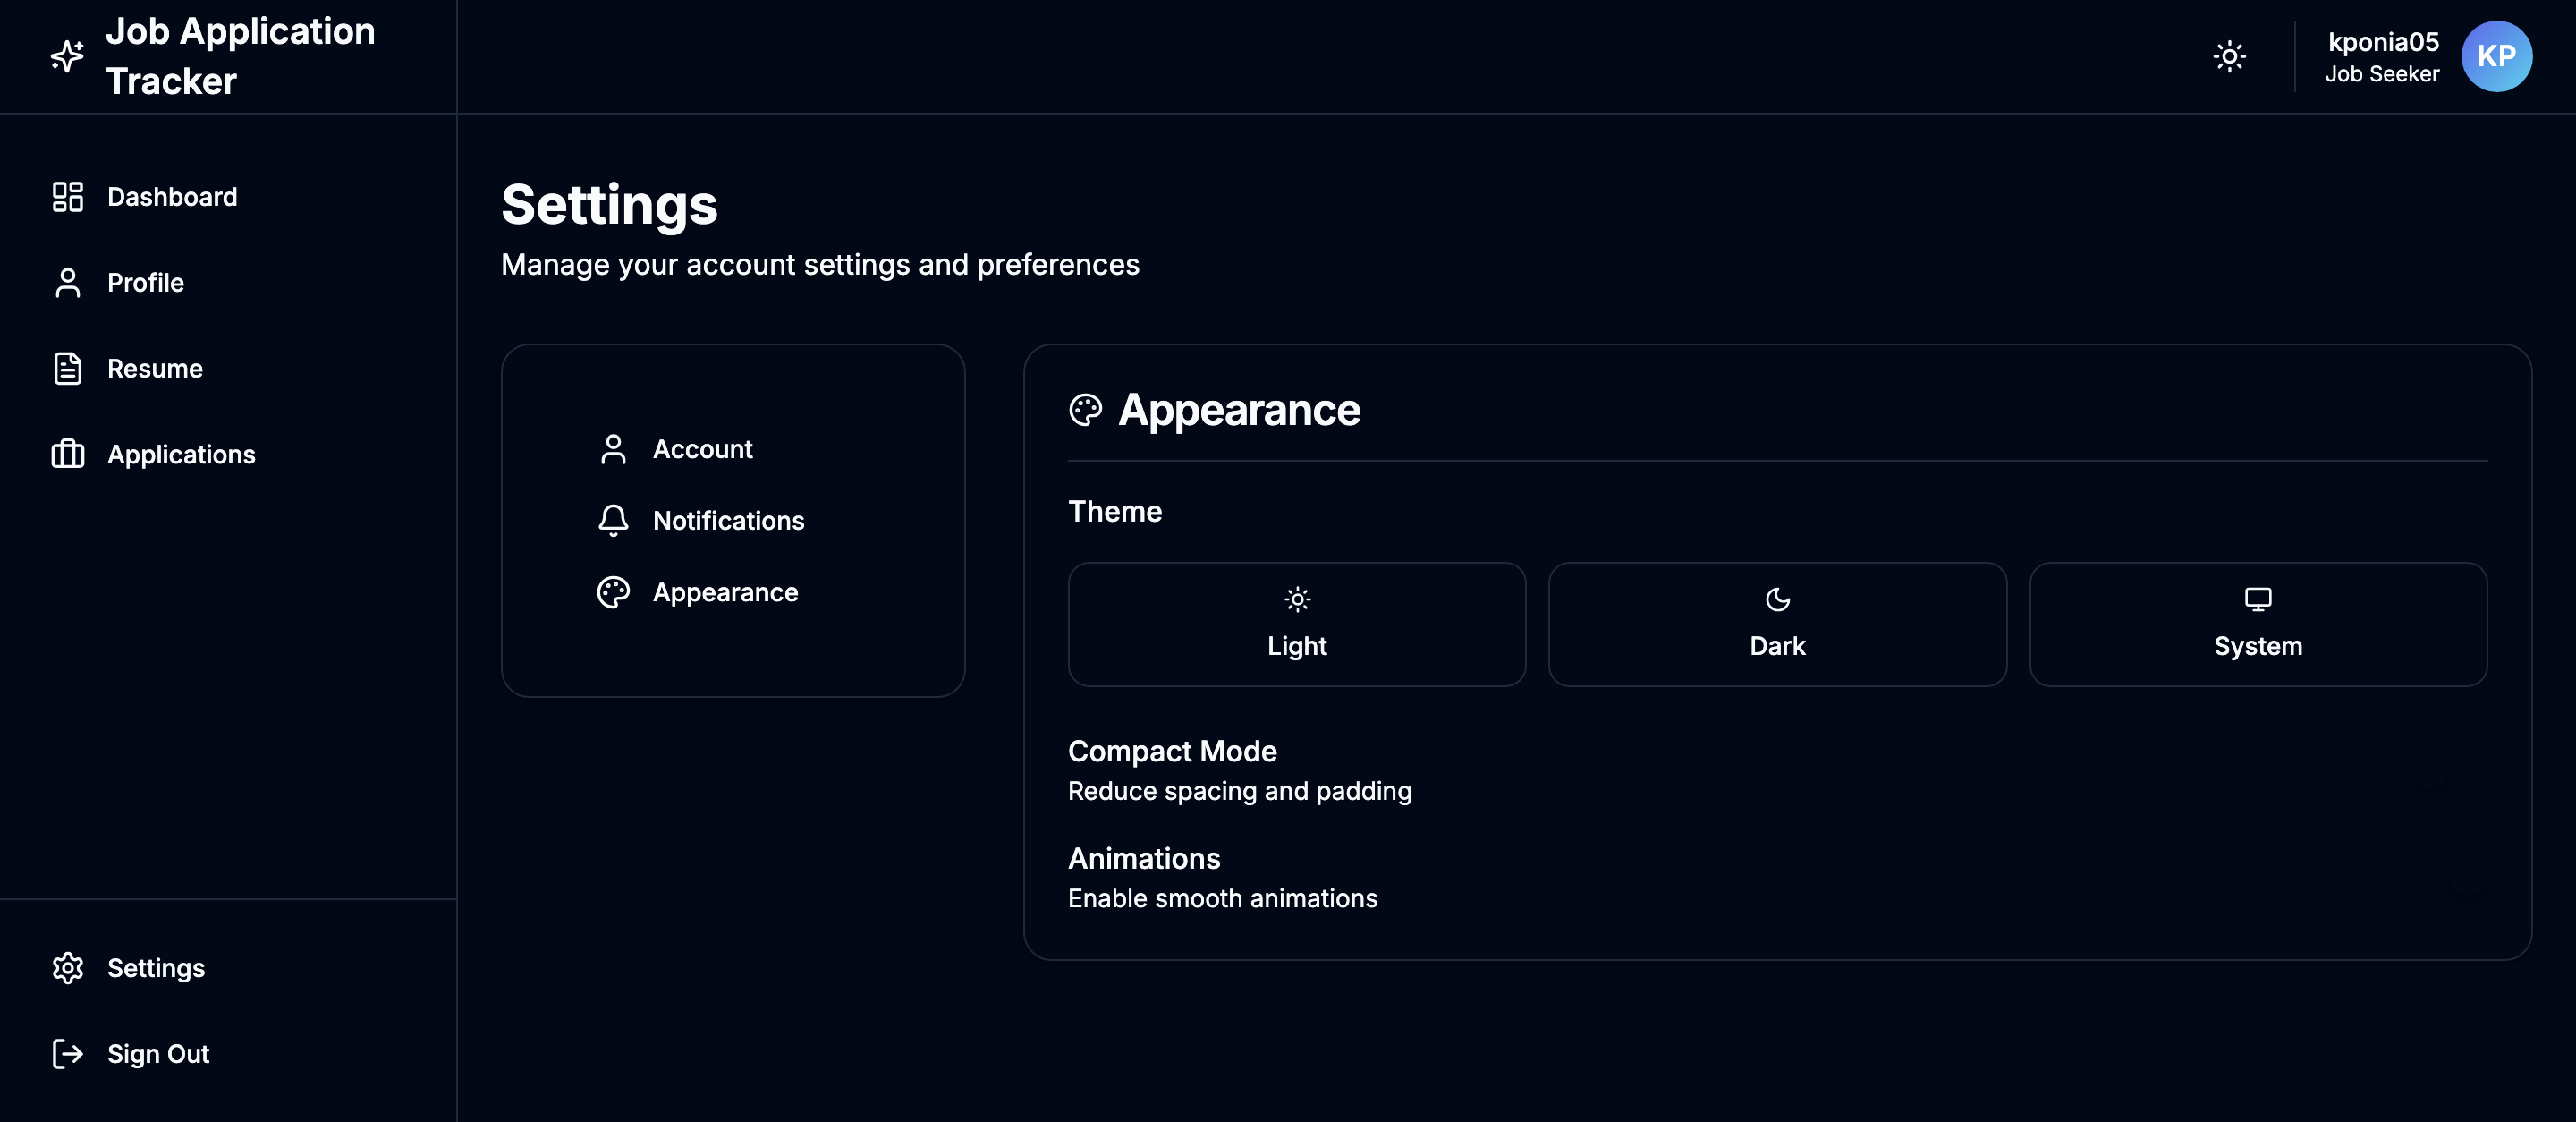 Job Application
Tracker
kponia05
Job Seeker
KP
Dashboard
Profile
Resume
Applications
Settings
Sign Out
Settings
Manage your account settings and preferences
Account
Notifications
Appearance
Appearance
Theme
Light
Dark
System
Compact Mode
Reduce spacing and padding
Animations
Enable smooth animations